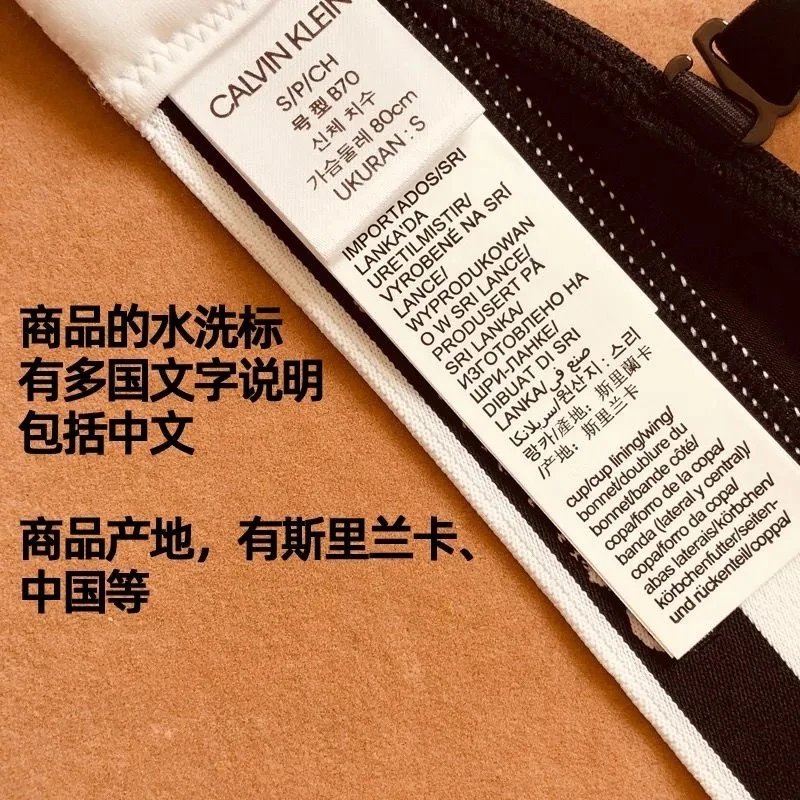 CALVIN KLEIN
S/P/CH
号型 B70
신체 치수
가슴둘레 80cm
UKURAN : S
IMPORTADOS/SRI
LANKA'DA
URETILMISTIR/
VYROBENÉ NA SRÍ
LANCE/
WYPRODUKOWAN
O W SRI LANCE/
PRODUSERT PÅ
SRI LANKA/
ИЗГОТОВЛЕНО НА
ШРИ-ЛАНКЕ/
DIBUAT DI SRI
LANKA/ صنع في
سريلانكا/원산지: 스리
랑카/產地: 斯里蘭卡
/产地: 斯里兰卡
cup/cup lining/wing/
bonnet/doublure du
bonnet/bande côté/
copa/forro de la copa/
banda (lateral y central)/
copa/forro da copa/
abas laterais/körbchen/
körbchenfutter/seiten-
und rückenteil/coppa/
商品的水洗标
有多国文字说明
包括中文
商品产地，有斯里兰卡、
中国等